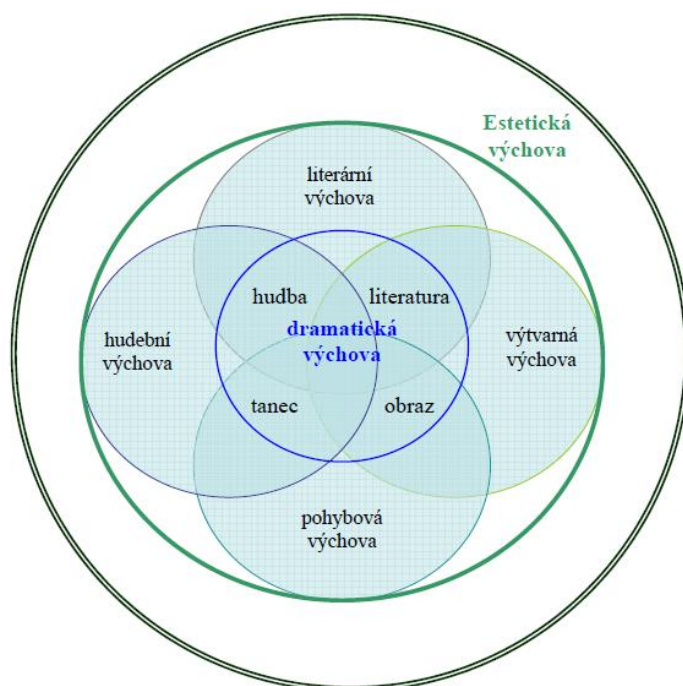 Estetická
výchova
literární
výchova
hudba
literatura
dramatická
výchova
hudební
výchova
výtvarná
výchova
tanec
obraz
pohybová
výchova